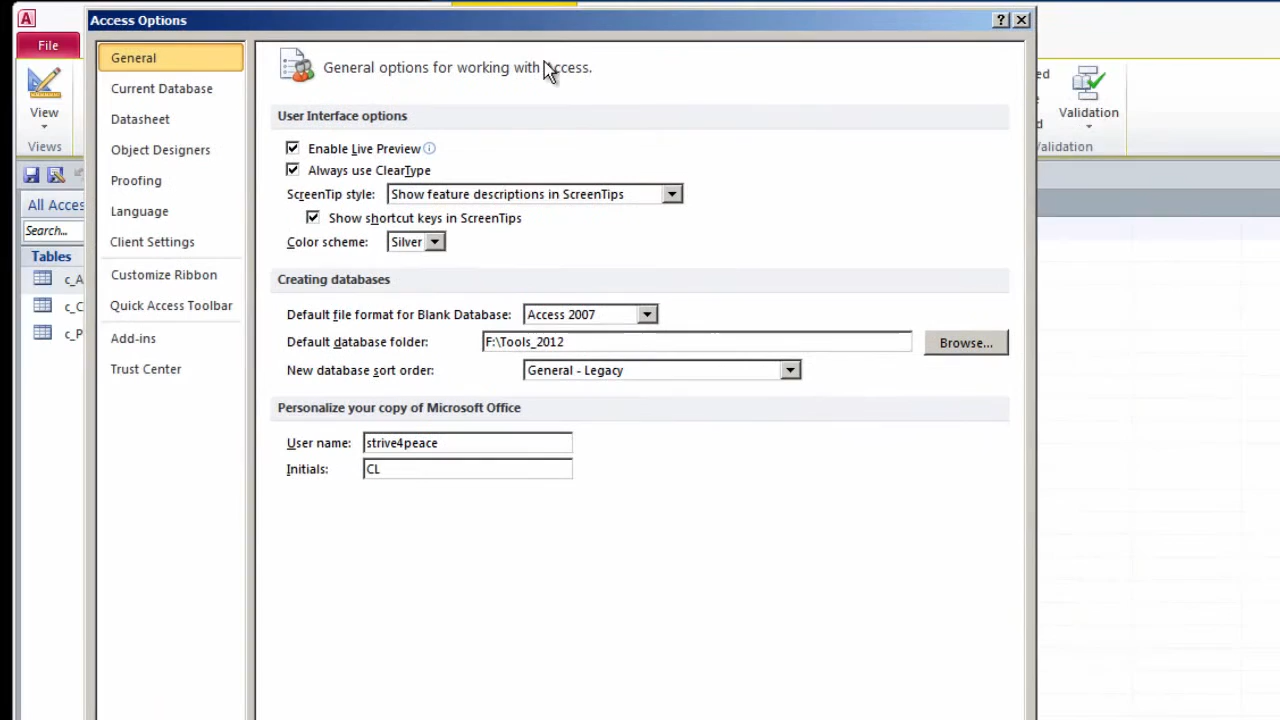 Access Options
File
General
General options for working with Access.
Current Database
View
Validation
Datasheet
User Interface options
Views
Validation
Object Designers
Enable Live Preview
Always use ClearType
Proofing
ScreenTip style: Show feature descriptions in ScreenTips
All Acces
Language
Show shortcut keys in ScreenTips
Search...
Client Settings
Color scheme: Silver
Tables
Customize Ribbon
Creating databases
c_A
Quick Access Toolbar
Default file format for Blank Database: Access 2007
c_C
Add-ins
Default database folder: F:\Tools_2012 Browse...
c_P
Trust Center
New database sort order: General - Legacy
Personalize your copy of Microsoft Office
User name: strive4peace
Initials: CL